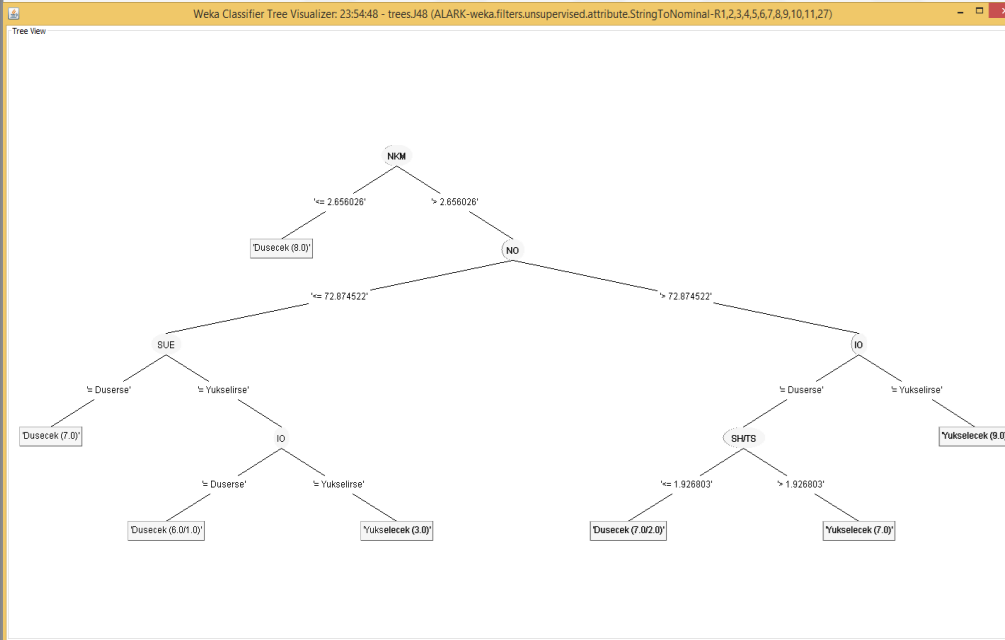 Weka Classifier Tree Visualizer: 23:54:48 - trees.J48 (ALARK-weka.filters.unsupervised.attribute.StringToNominal-R1,2,3,4,5,6,7,8,9,10,11,27)
Tree View
NKM
'<= 2.656026' '> 2.656026'
'Dusecek (8.0)' NO
'<= 72.874522' '> 72.874522'
SUE IO
'= Duserse' '= Yukselirse' '= Duserse' '= Yukselirse'
'Dusecek (7.0)' IO SH/TS 'Yukselecek (9.0)
'= Duserse' '= Yukselirse' '<= 1.926803' '> 1.926803'
'Dusecek (6.0/1.0)' 'Yukselecek (3.0)' 'Dusecek (7.0/2.0)' 'Yukselecek (7.0)'